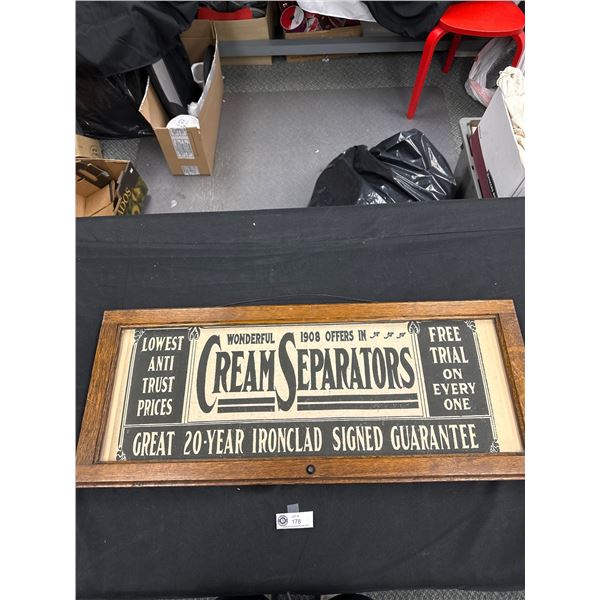 WONDERFUL 1908 OFFERS IN
CREAM SEPARATORS
LOWEST
ANTI
TRUST
PRICES
FREE
TRIAL
ON
EVERY
ONE
GREAT 20-YEAR IRONCLAD SIGNED GUARANTEE
LOT #
178